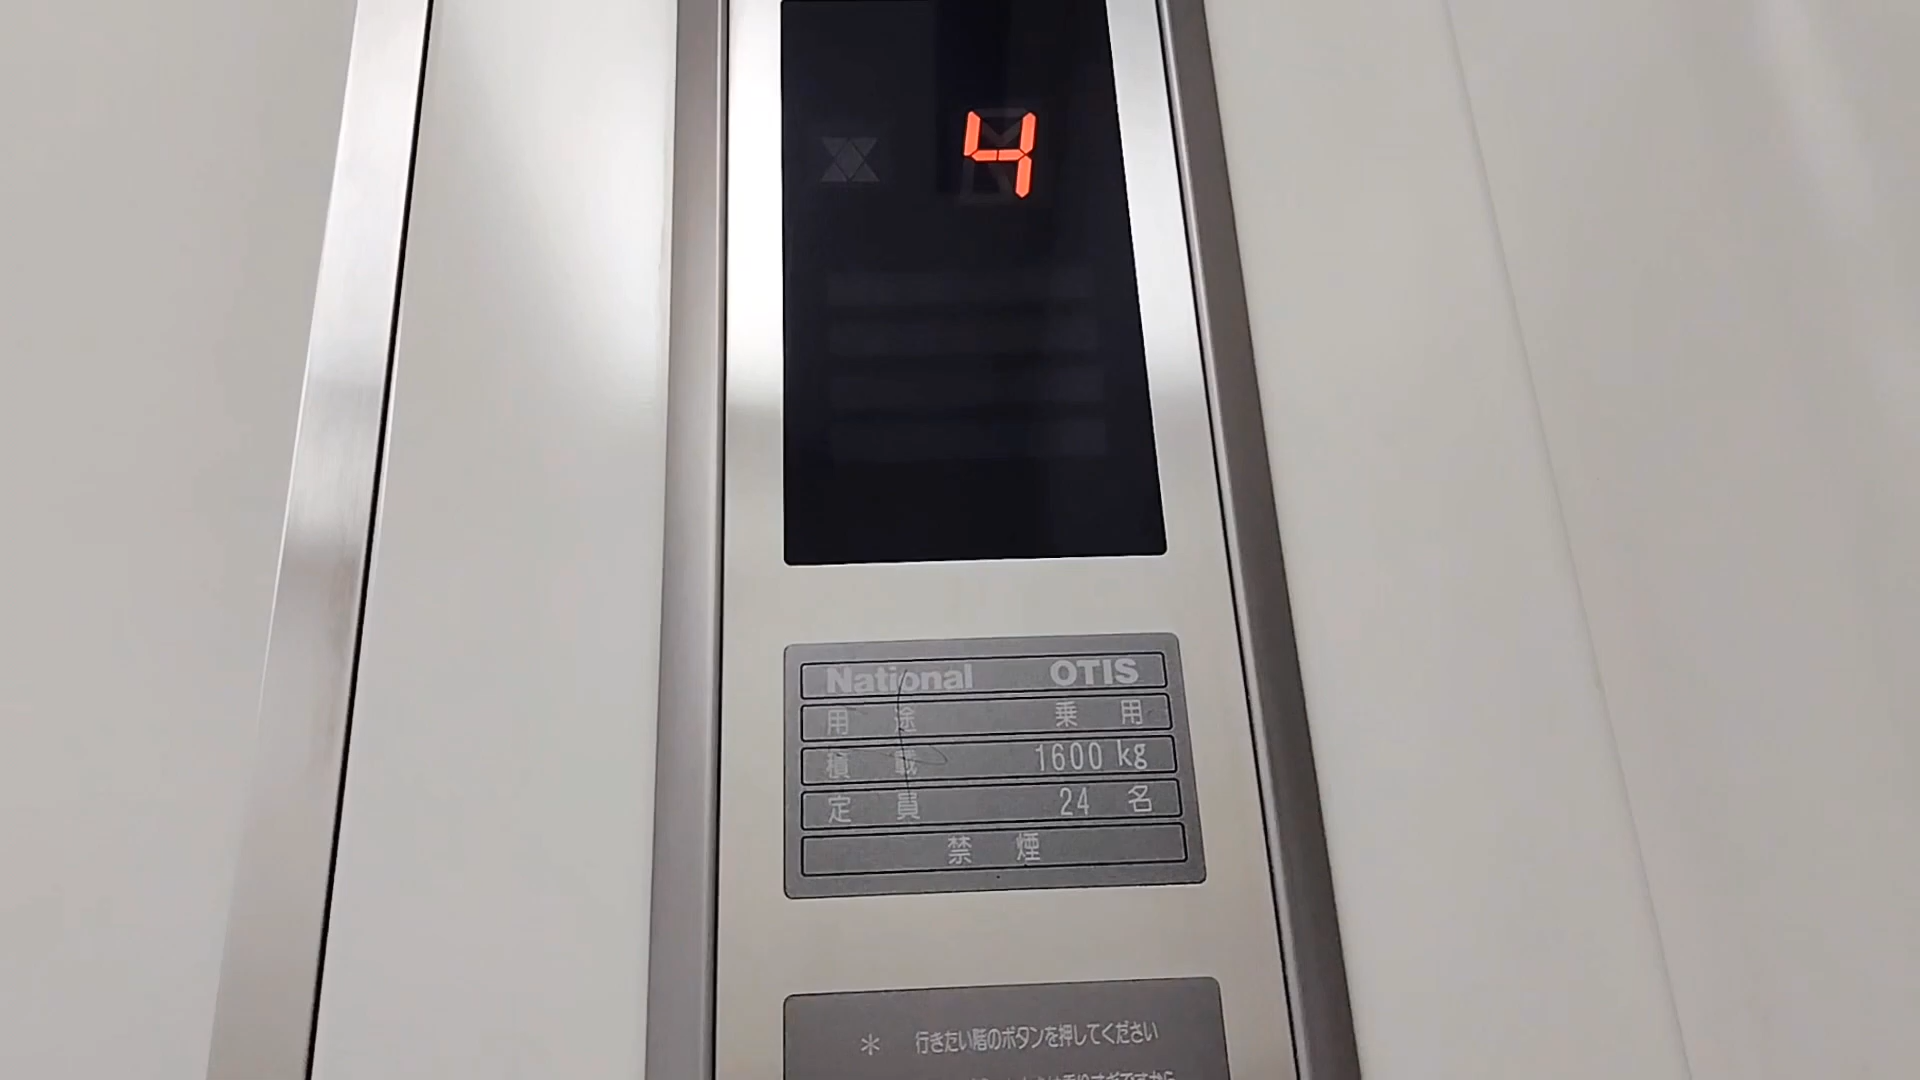 4
National OTIS
用途 乗用
積載 1600 kg
定員 24 名
禁煙
＊ 行きたい階のボタンを押してください